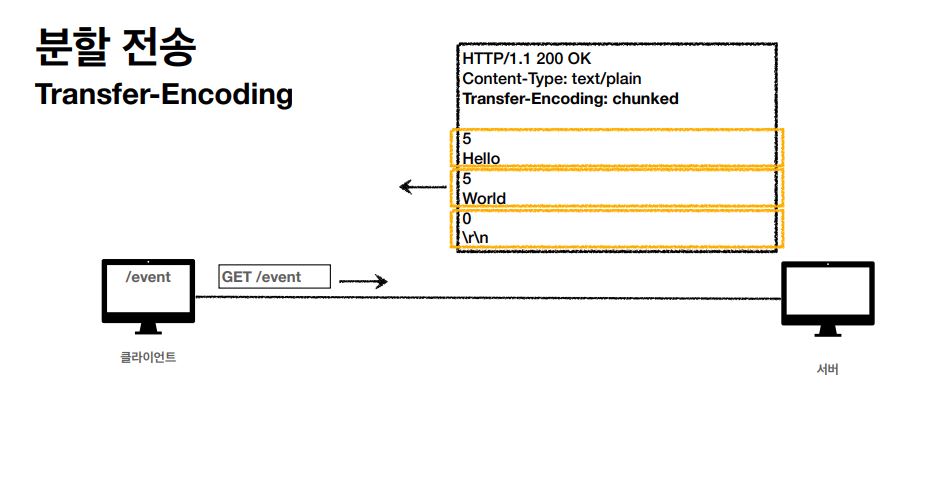 분할 전송
Transfer-Encoding
HTTP/1.1 200 OK
Content-Type: text/plain
Transfer-Encoding: chunked
5
Hello
5
World
0
\r\n
/event
GET /event
클라이언트
서버